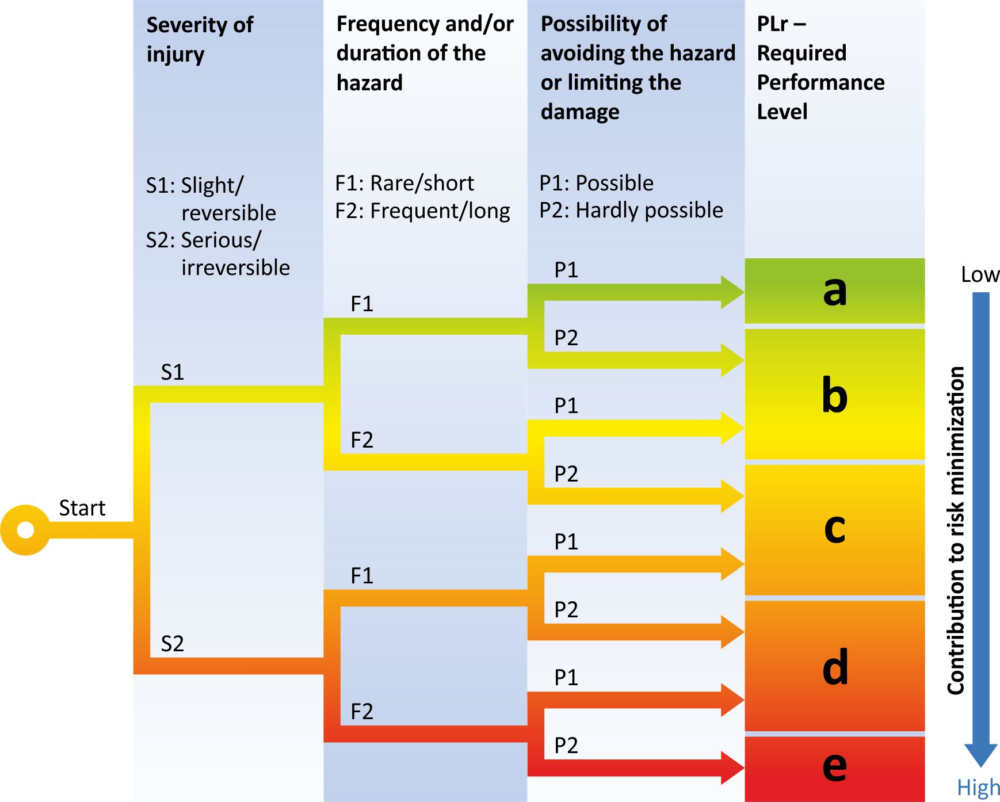 Severity of
injury
Frequency and/or
duration of the
hazard
Possibility of
avoiding the hazard
or limiting the
damage
PLr –
Required
Performance
Level
S1: Slight/
reversible
S2: Serious/
irreversible
F1: Rare/short
F2: Frequent/long
P1: Possible
P2: Hardly possible
Start
S1
S2
F1
F2
F1
F2
P1
P2
P1
P2
P1
P2
P1
P2
a
b
c
d
e
Low
Contribution to risk minimization
High